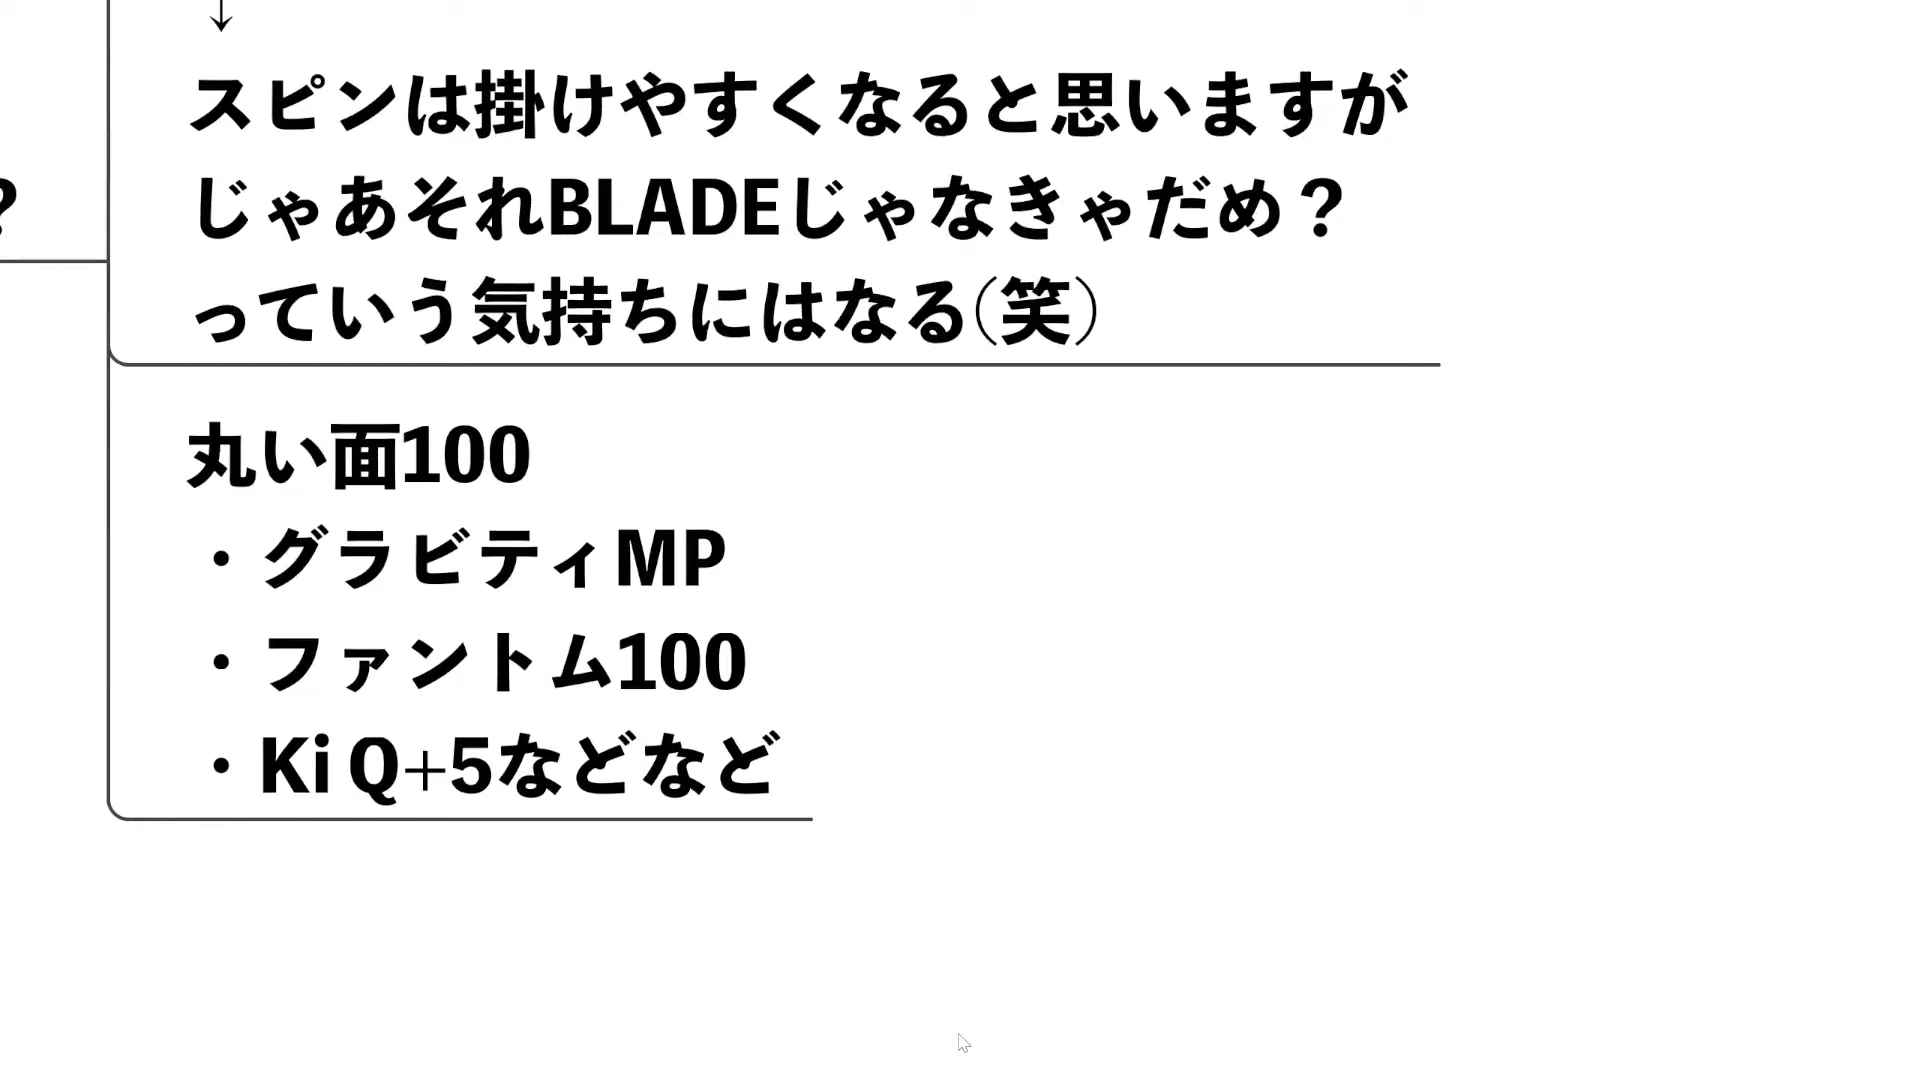 ?
↓
スピンは掛けやすくなると思いますが
じゃあそれBLADEじゃなきゃだめ？
っていう気持ちにはなる(笑)
丸い面100
・グラビティMP
・ファントム100
・Ki Q+5などなど